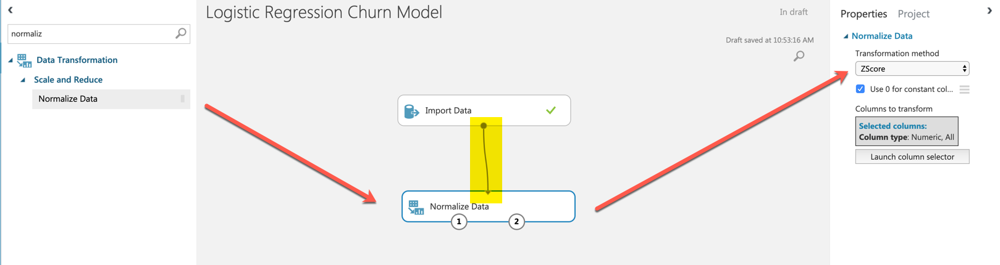 Logistic Regression Churn Model
In draft
Draft saved at 10:53:16 AM
normaliz
Data Transformation
Scale and Reduce
Normalize Data
Import Data
Normalize Data
1
2
Properties
Project
Normalize Data
Transformation method
ZScore
Use 0 for constant col...
Columns to transform
Selected columns:
Column type: Numeric, All
Launch column selector